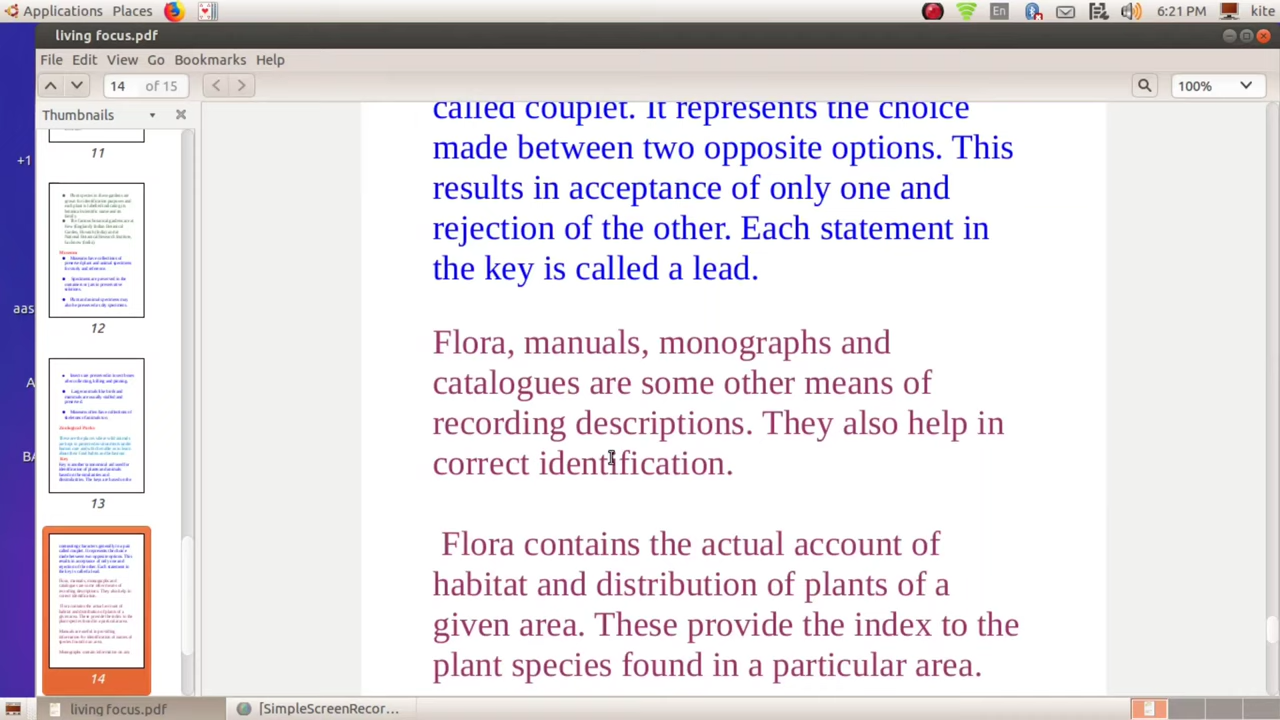 Applications Places En 6:21 PM kite
living focus.pdf
File Edit View Go Bookmarks Help
14 of 15 100%
Thumbnails
11
12
13
14
+1
aas
A
BA
called couplet. It represents the choice
made between two opposite options. This
results in acceptance of only one and
rejection of the other. Each statement in
the key is called a lead.
Flora, manuals, monographs and
catalogues are some other means of
recording descriptions. They also help in
correct identification.
Flora contains the actual account of
habitat and distribution of plants of a
given area. These provide the index to the
plant species found in a particular area.
living focus.pdf [SimpleScreenRecor...